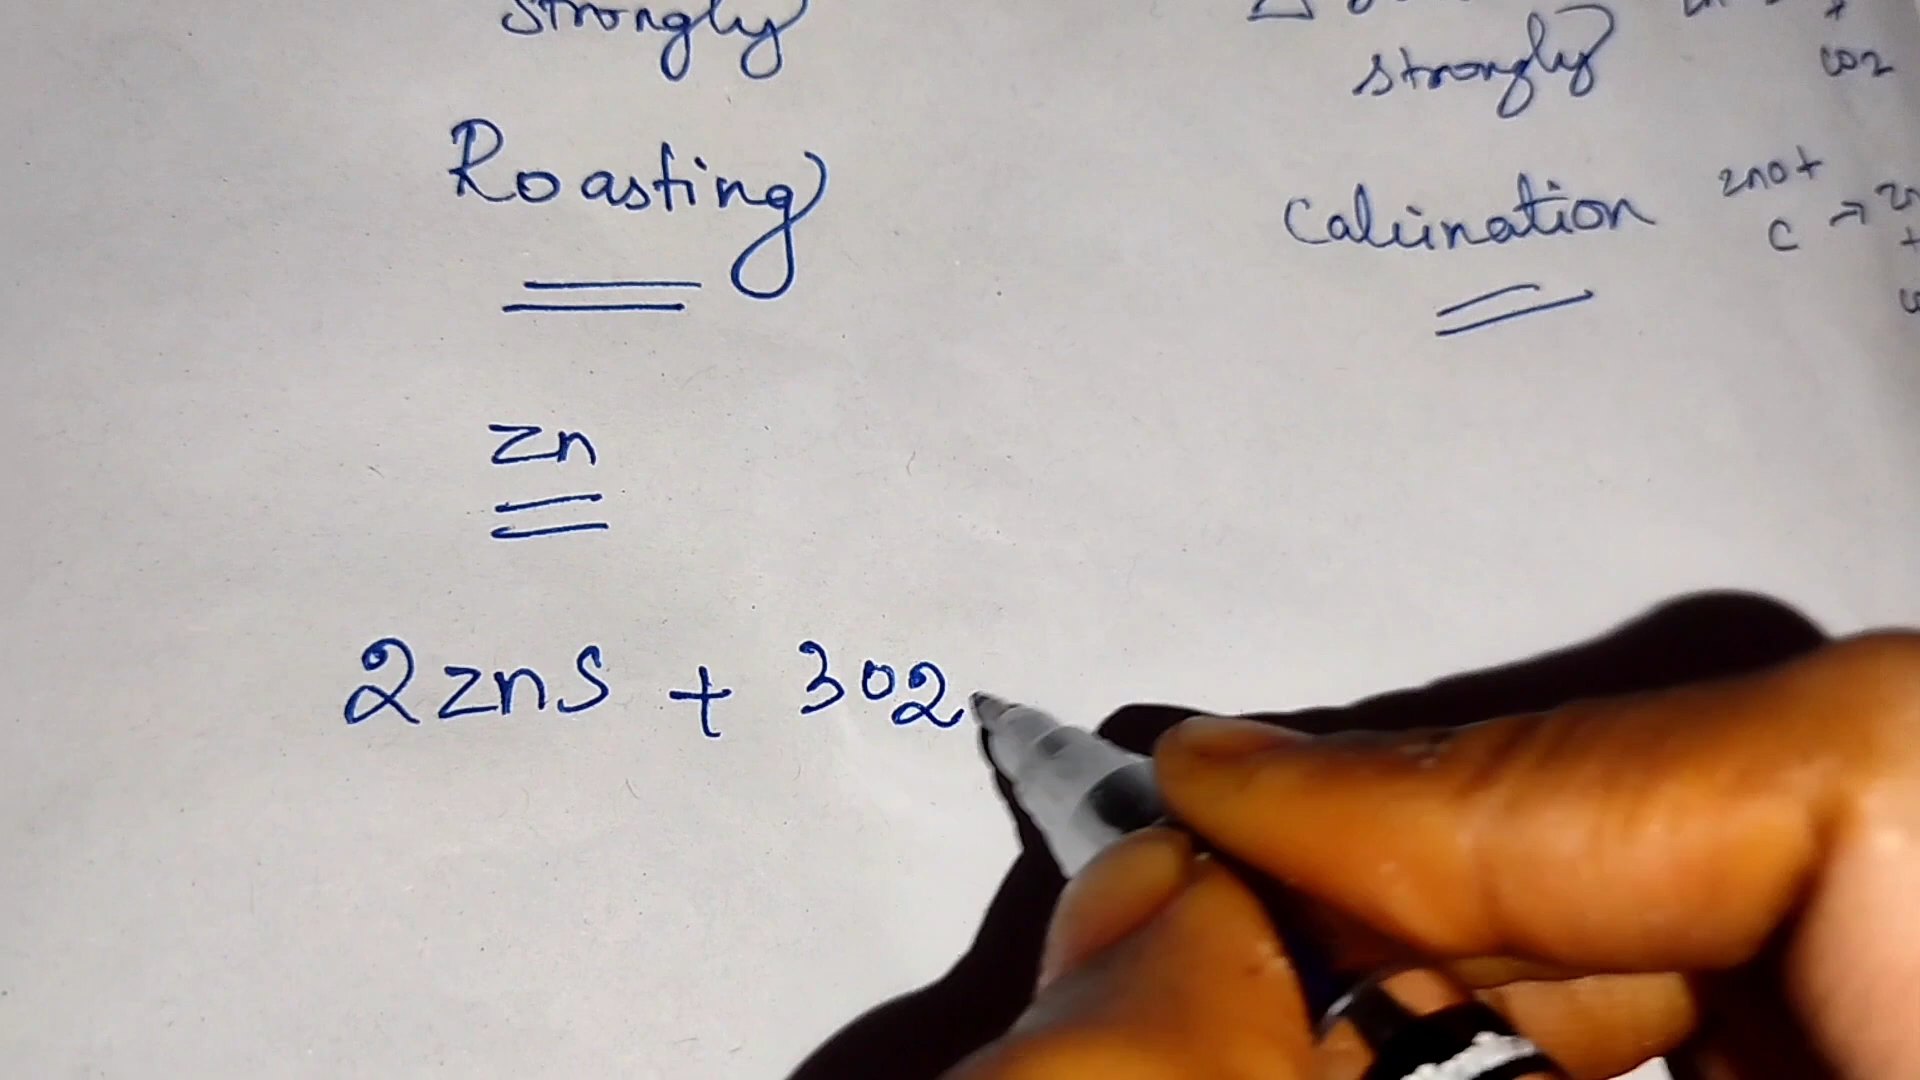 strongly
Roasting
zn
2zns + 3O2
strongly
co2
Calcination
zno +
c →